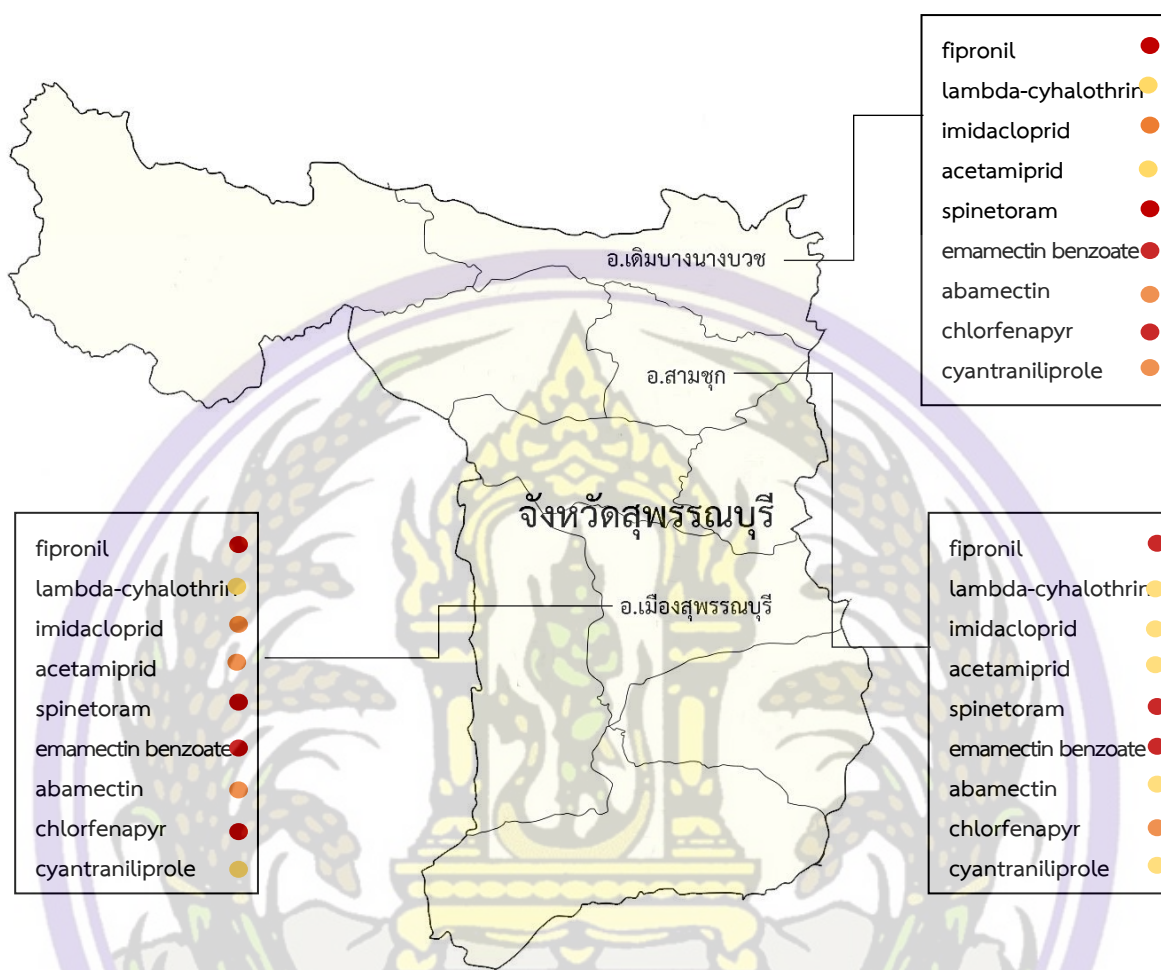 fipronil
lambda-cyhalothrin
imidacloprid
acetamiprid
spinetoram
emamectin benzoate
abamectin
chlorfenapyr
cyantraniliprole
อ.เดิมบางนางบวช
อ.สามชุก
จังหวัดสุพรรณบุรี
อ.เมืองสุพรรณบุรี
fipronil
lambda-cyhalothrin
imidacloprid
acetamiprid
spinetoram
emamectin benzoate
abamectin
chlorfenapyr
cyantraniliprole
fipronil
lambda-cyhalothrin
imidacloprid
acetamiprid
spinetoram
emamectin benzoate
abamectin
chlorfenapyr
cyantraniliprole